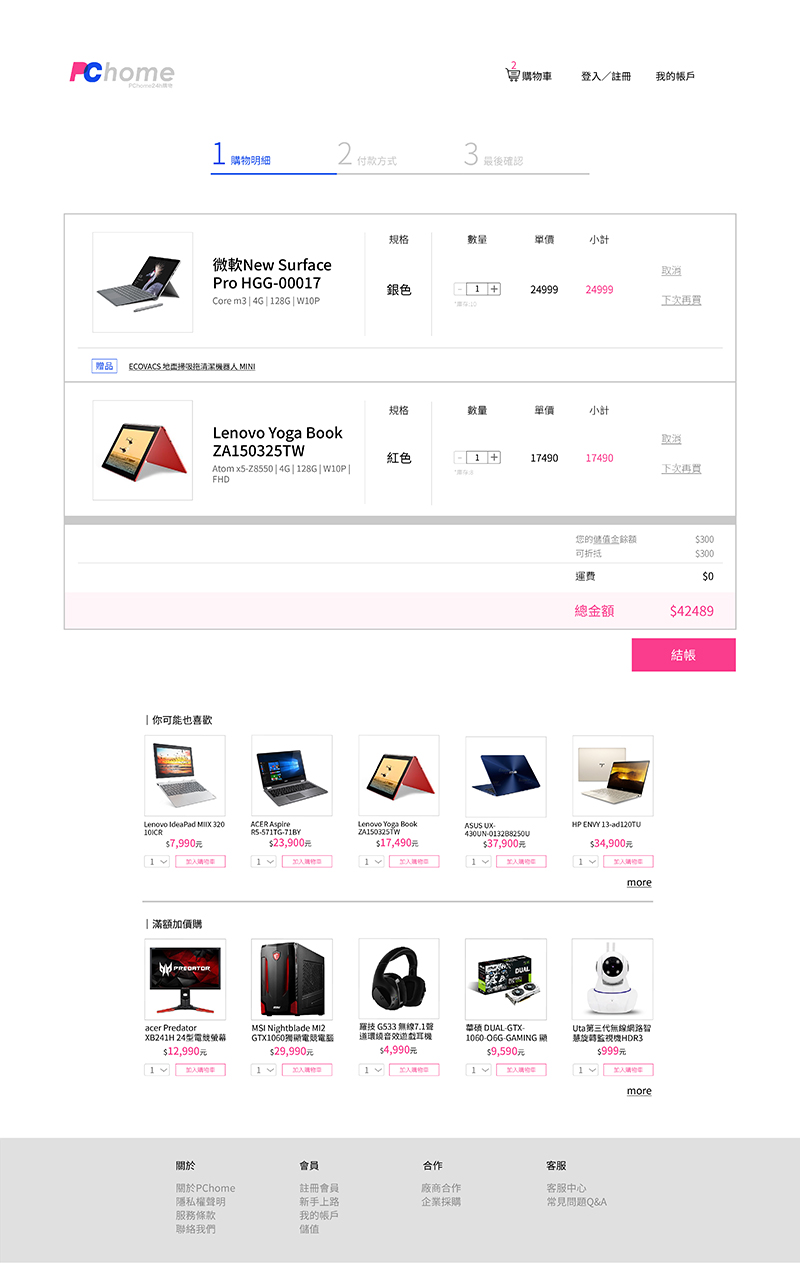 PChome
PChome24h購物
2
購物車
登入／註冊
我的帳戶
1 購物明細
2 付款方式
3 最後確認
規格
數量
單價
小計
微軟New Surface
Pro HGG-00017
Core m3 | 4G | 128G | W10P
銀色
- 1 +
24999
24999
取消
下次再買
贈品
ECOVACS 地面掃吸拖清潔機器人 MINI
規格
數量
單價
小計
Lenovo Yoga Book
ZA150325TW
Atom x5-Z8550 | 4G | 128G | W10P |
FHD
紅色
- 1 +
17490
17490
取消
下次再買
您的儲值金餘額 $300
可折抵 $300
運費 $0
總金額 $42489
結帳
| 你可能也喜歡
Lenovo IdeaPad MIIX 320
10ICR
$7,990元
1
加入購物車
ACER Aspire
R5-571TG-71BY
$23,900元
1
加入購物車
Lenovo Yoga Book
ZA150325TW
$17,490元
1
加入購物車
ASUS UX-
430UN-0132B8250U
$37,900元
1
加入購物車
HP ENVY 13-ad120TU
$34,900元
1
加入購物車
more
| 滿額加價購
PREDATOR
acer Predator
XB241H 24型電競螢幕
$12,990元
1
加入購物車
MSI Nightblade MI2
GTX1060獨顯電競電腦
$29,990元
1
加入購物車
羅技 G533 無線7.1聲
道環繞音效遊戲耳機
$4,990元
1
加入購物車
DUAL
華碩 DUAL-GTX-
1060-O6G-GAMING 顯
$9,590元
1
加入購物車
Uta第三代無線網路智
慧旋轉監視機HDR3
$999元
1
加入購物車
more
關於
關於PChome
隱私權聲明
服務條款
聯絡我們
會員
註冊會員
新手上路
我的帳戶
儲值
合作
廠商合作
企業採購
客服
客服中心
常見問題Q&A